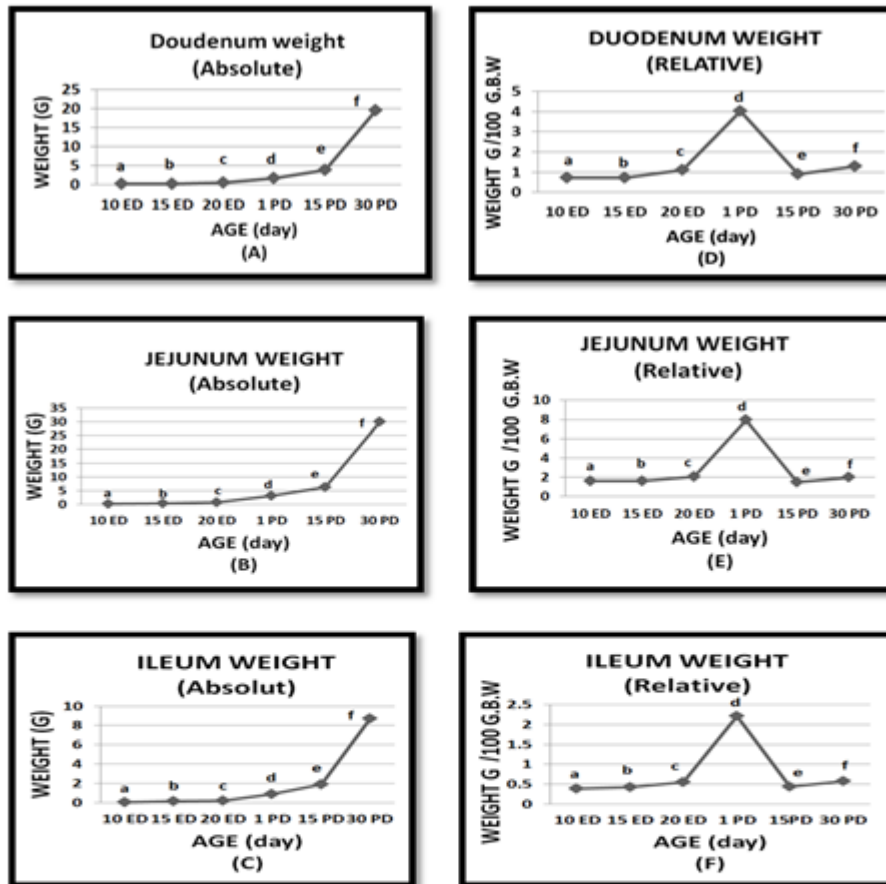 Doudenum weight
(Absolute)
WEIGHT (G)
25
20
15
10
5
0
a
b
c
d
e
f
10 ED 15 ED 20 ED 1 PD 15 PD 30 PD
AGE (day)
(A)
DUODENUM WEIGHT
(RELATIVE)
WEIGHT G /100 G.B.W
5
4
3
2
1
0
a
b
c
d
e
f
10 ED 15 ED 20 ED 1 PD 15 PD 30 PD
AGE (day)
(D)
JEJUNUM WEIGHT
(Absolute)
WEIGHT (G)
35
30
25
20
15
10
5
0
a
b
c
d
e
f
10 ED 15 ED 20 ED 1 PD 15 PD 30 PD
AGE (day)
(B)
JEJUNUM WEIGHT
(Relative)
WEIGHT G /100 G.B.W
10
8
6
4
2
0
a
b
c
d
e
f
10 ED 15 ED 20 ED 1 PD 15 PD 30 PD
AGE (day)
(E)
ILEUM WEIGHT
(Absolut)
WEIGHT (G)
10
8
6
4
2
0
a
b
c
d
e
f
10 ED 15 ED 20 ED 1 PD 15 PD 30 PD
AGE (day)
(C)
ILEUM WEIGHT
(Relative)
WEIGHT G /100 G.B.W
2.5
2
1.5
1
0.5
0
a
b
c
d
e
f
10 ED 15 ED 20 ED 1 PD 15PD 30 PD
AGE (day)
(F)